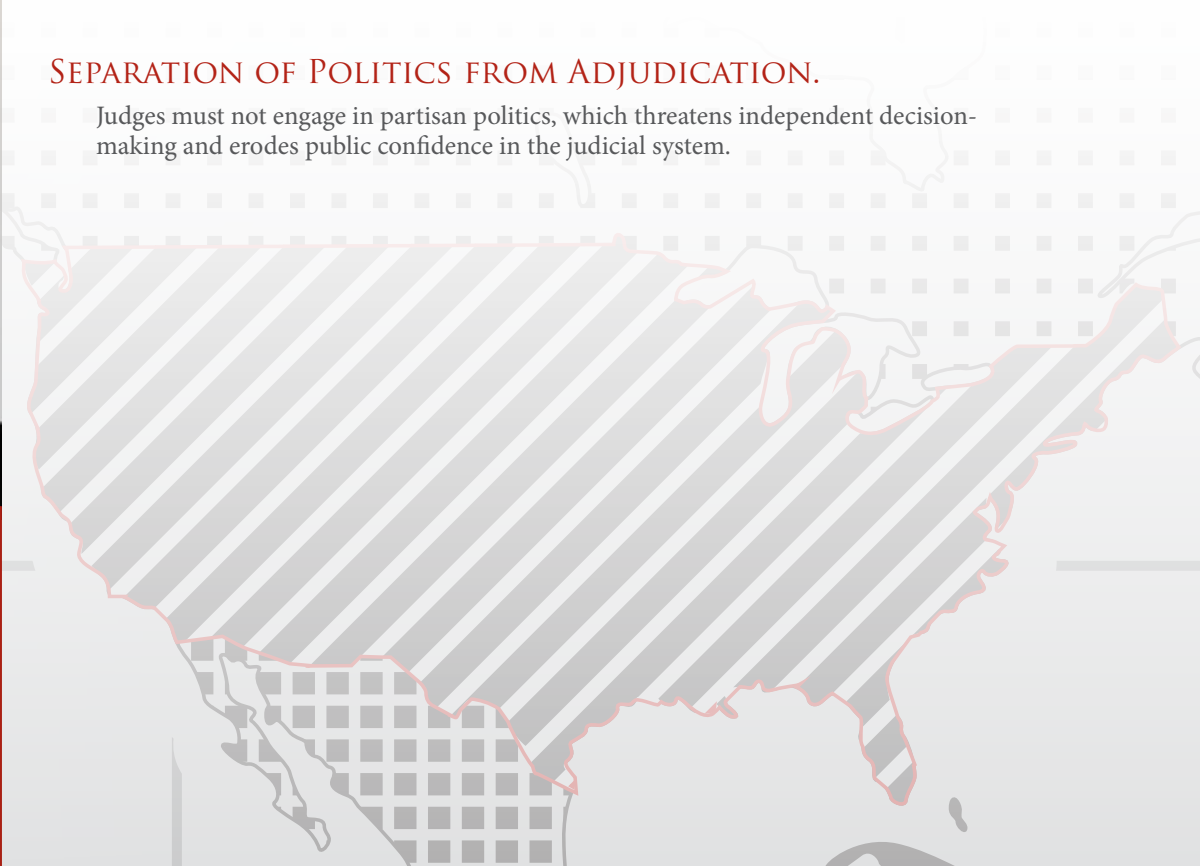 Separation of Politics from Adjudication.
Judges must not engage in partisan politics, which threatens independent decision-
making and erodes public confidence in the judicial system.